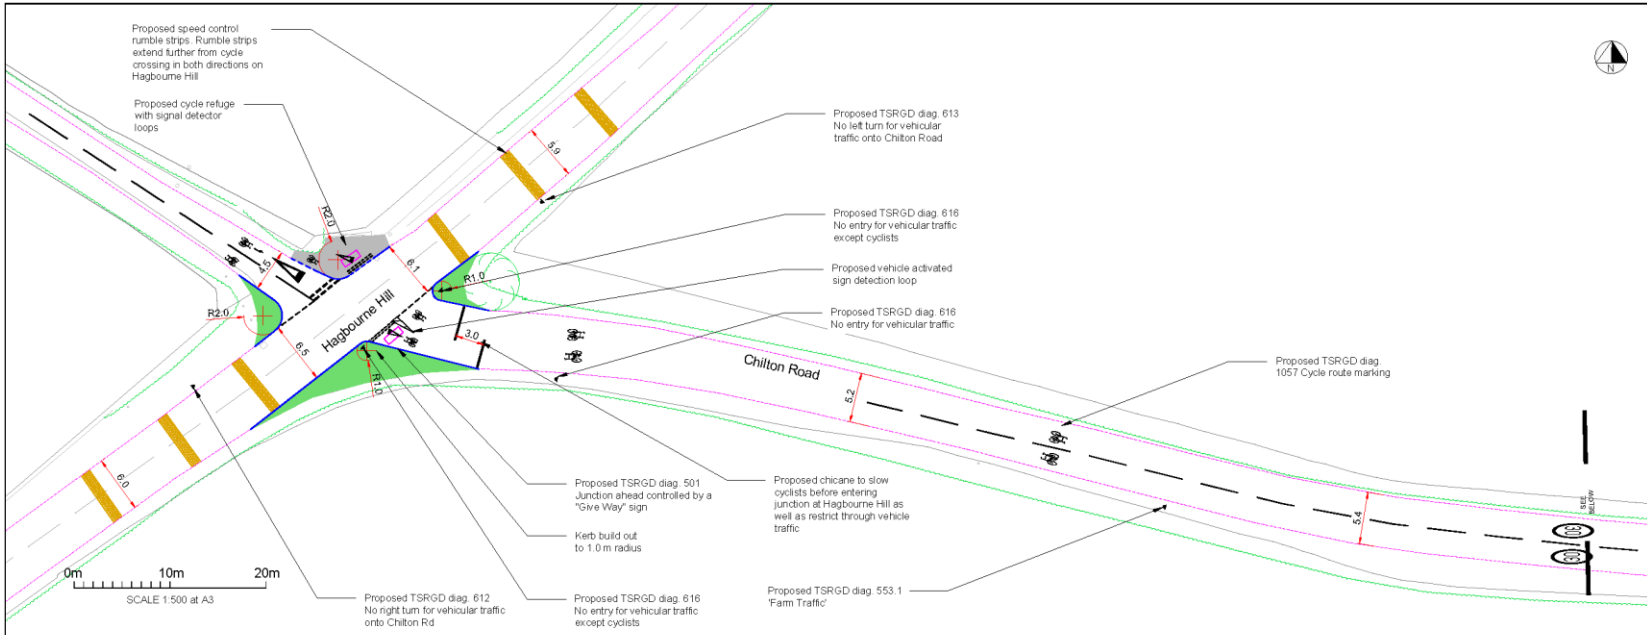 Proposed speed control
rumble strips. Rumble strips
extend further from cycle
crossing in both directions on
Hagbourne Hill
Proposed cycle refuge
with signal detector
loops
N
Proposed TSRGD diag. 613
No left turn for vehicular
traffic onto Chilton Road
5.9
R2.0
4.5
6.1
R1.0
Proposed TSRGD diag. 616
No entry for vehicular traffic
except cyclists
Proposed vehicle activated
sign detection loop
Proposed TSRGD diag. 616
No entry for vehicular traffic
R2.0
Hagbourne Hill
3.0
6.5
R1.0
Chilton Road
5.2
Proposed TSRGD diag.
1057 Cycle route marking
6.0
Proposed TSRGD diag. 501
Junction ahead controlled by a
"Give Way" sign
Proposed chicane to slow
cyclists before entering
junction at Hagbourne Hill as
well as restrict through vehicle
traffic
Kerb build out
to 1.0 m radius
5.4
SEE
BELOW
30
30
0m
10m
20m
SCALE 1:500 at A3
Proposed TSRGD diag. 612
No right turn for vehicular traffic
onto Chilton Rd
Proposed TSRGD diag. 616
No entry for vehicular traffic
except cyclists
Proposed TSRGD diag. 553.1
'Farm Traffic'